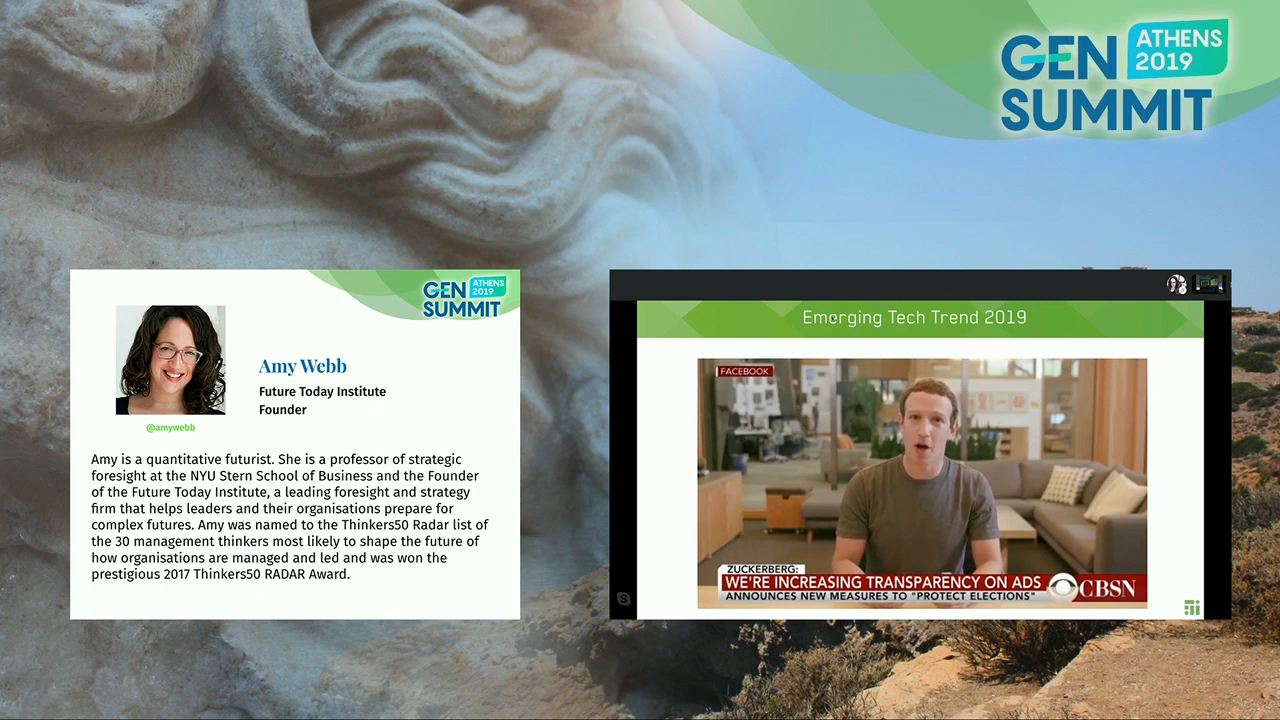 GEN
ATHENS
2019
SUMMIT
GEN
ATHENS
2019
SUMMIT
Amy Webb
Future Today Institute
Founder
@amywebb
Amy is a quantitative futurist. She is a professor of strategic
foresight at the NYU Stern School of Business and the Founder
of the Future Today Institute, a leading foresight and strategy
firm that helps leaders and their organisations prepare for
complex futures. Amy was named to the Thinkers50 Radar list of
the 30 management thinkers most likely to shape the future of
how organisations are managed and led and was won the
prestigious 2017 Thinkers50 RADAR Award.
Emerging Tech Trend 2019
FACEBOOK
ZUCKERBERG:
WE'RE INCREASING TRANSPARENCY ON ADS
ANNOUNCES NEW MEASURES TO "PROTECT ELECTIONS"
CBSN